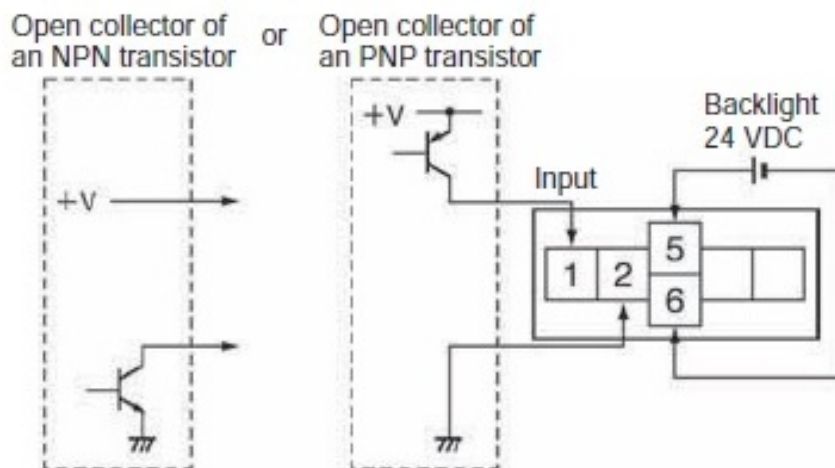 Open collector of
an NPN transistor
or
Open collector of
an PNP transistor
+V
+V
Backlight
24 VDC
Input
1 2 5
6